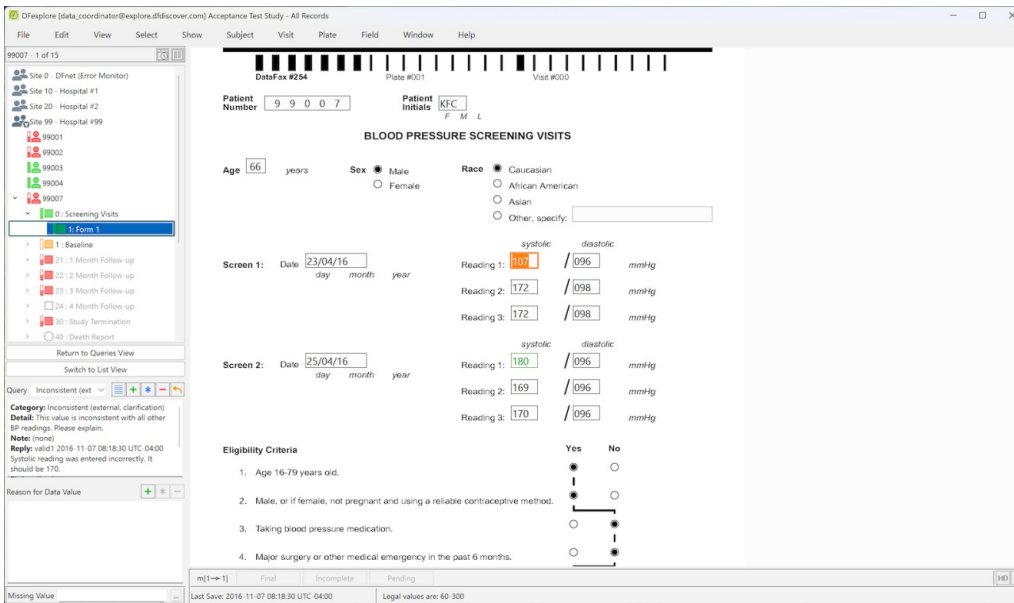 DFexplore [data_coordinator@explore.dfdiscover.com] Acceptance Test Study - All Records
File Edit View Select Show Subject Visit Plate Field Window Help
99007 - 1 of 15
Site 0 - DFnet (Error Monitor)
Site 10 - Hospital #1
Site 20 - Hospital #2
Site 99 - Hospital #99
99001
99002
99003
99004
99007
0 : Screening Visits
1: Form 1
1 : Baseline
21 : 1 Month Follow-up
22 : 2 Month Follow-up
23 : 3 Month Follow-up
24 : 4 Month Follow-up
30 : Study Termination
40 : Death Report
Return to Queries View
Switch to List View
Query Inconsistent (ext
Category: Inconsistent (external, clarification)
Detail: This value is inconsistent with all other
BP readings. Please explain.
Note: (none)
Reply: valid1 2016-11-07 08:18:30 UTC-04:00
Systolic reading was entered incorrectly. It
should be 170.
Reason for Data Value
Missing Value
DataFax #254 Plate #001 Visit #000
Patient Number 9 9 0 0 7 Patient Initials KFC
F M L
BLOOD PRESSURE SCREENING VISITS
Age 66 years Sex Male Race Caucasian
Female African American
Asian
Other, specify:
systolic diastolic
Screen 1: Date 23/04/16 Reading 1: 107 / 096 mmHg
day month year
Reading 2: 172 / 098 mmHg
Reading 3: 172 / 098 mmHg
systolic diastolic
Screen 2: Date 25/04/16 Reading 1: 180 / 096 mmHg
day month year
Reading 2: 169 / 096 mmHg
Reading 3: 170 / 096 mmHg
Eligibility Criteria Yes No
1. Age 16-79 years old.
2. Male, or if female, not pregnant and using a reliable contraceptive method.
3. Taking blood pressure medication.
4. Major surgery or other medical emergency in the past 6 months.
m[1→1] Final Incomplete Pending HD
Last Save: 2016-11-07 08:18:30 UTC-04:00 Legal values are: 60-300